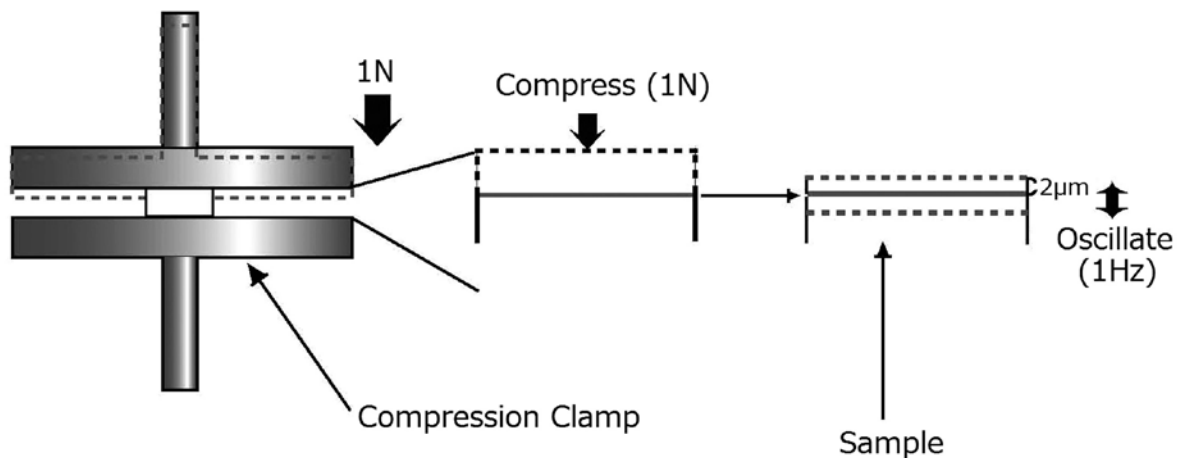 1N
Compress (1N)
2μm
Oscillate
(1Hz)
Compression Clamp
Sample